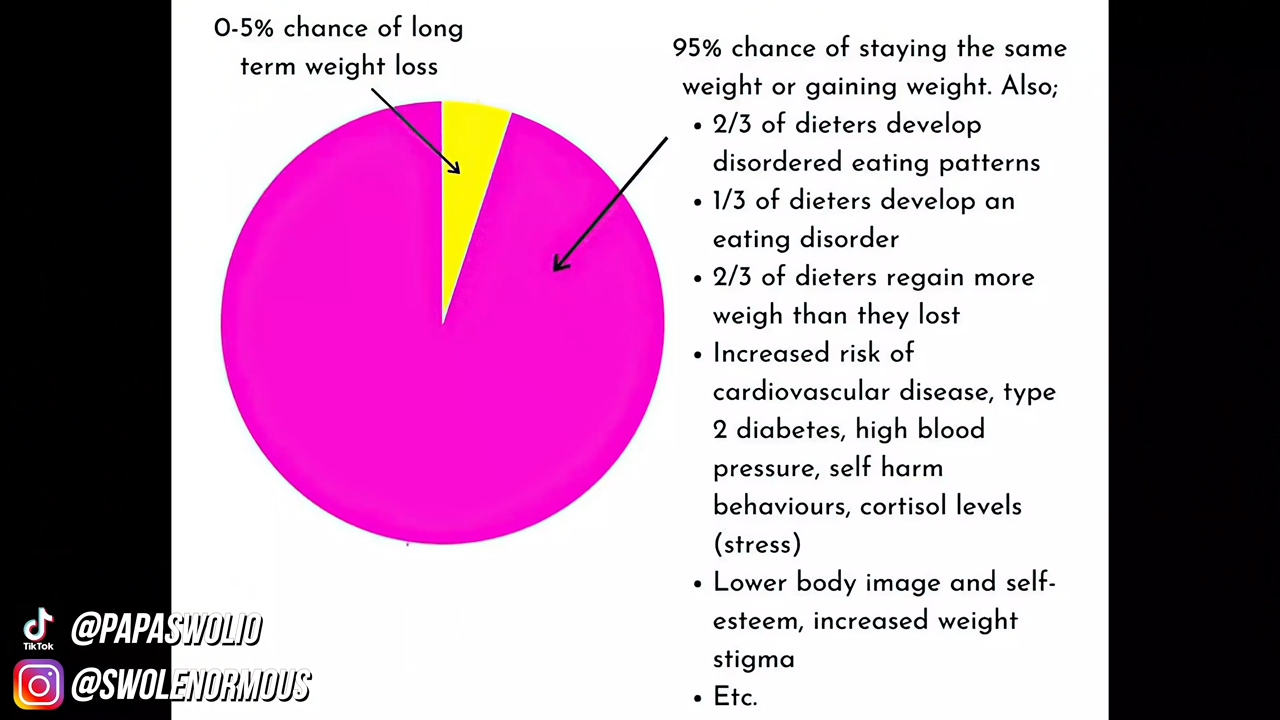 0-5% chance of long
term weight loss
95% chance of staying the same
weight or gaining weight. Also;
• 2/3 of dieters develop
disordered eating patterns
• 1/3 of dieters develop an
eating disorder
• 2/3 of dieters regain more
weigh than they lost
• Increased risk of
cardiovascular disease, type
2 diabetes, high blood
pressure, self harm
behaviours, cortisol levels
(stress)
• Lower body image and self-
esteem, increased weight
stigma
• Etc.
TikTok
@PAPASWOLIO
@SWOLENORMOUS